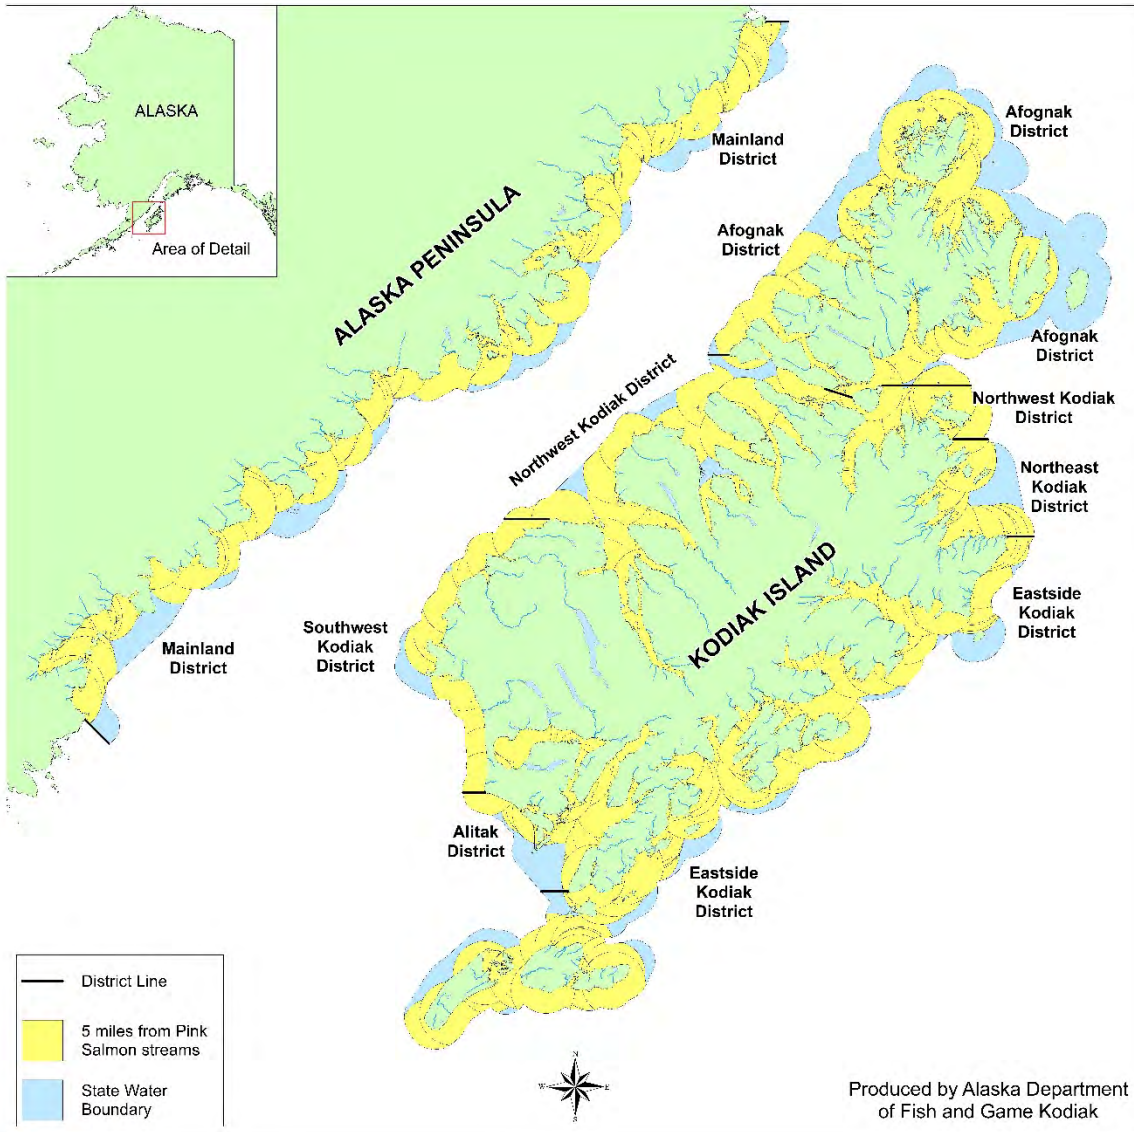 ALASKA
Area of Detail
Afognak
District
Mainland
District
ALASKA PENINSULA
Afognak
District
Afognak
District
Northwest Kodiak District
Northwest Kodiak
District
Northeast
Kodiak
District
KODIAK ISLAND
Eastside
Kodiak
District
Southwest
Kodiak
District
Mainland
District
Alitak
District
Eastside
Kodiak
District
District Line
5 miles from Pink
Salmon streams
State Water
Boundary
N
W
E
S
Produced by Alaska Department
of Fish and Game Kodiak